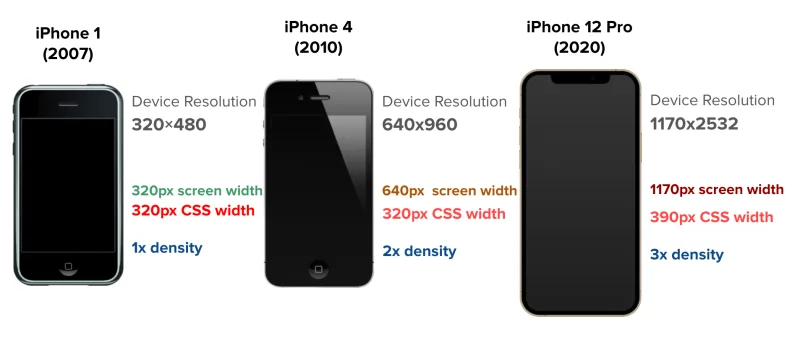 iPhone 1
(2007)
Device Resolution
320×480
320px screen width
320px CSS width
1x density
iPhone 4
(2010)
Device Resolution
640x960
640px screen width
320px CSS width
2x density
iPhone 12 Pro
(2020)
Device Resolution
1170x2532
1170px screen width
390px CSS width
3x density